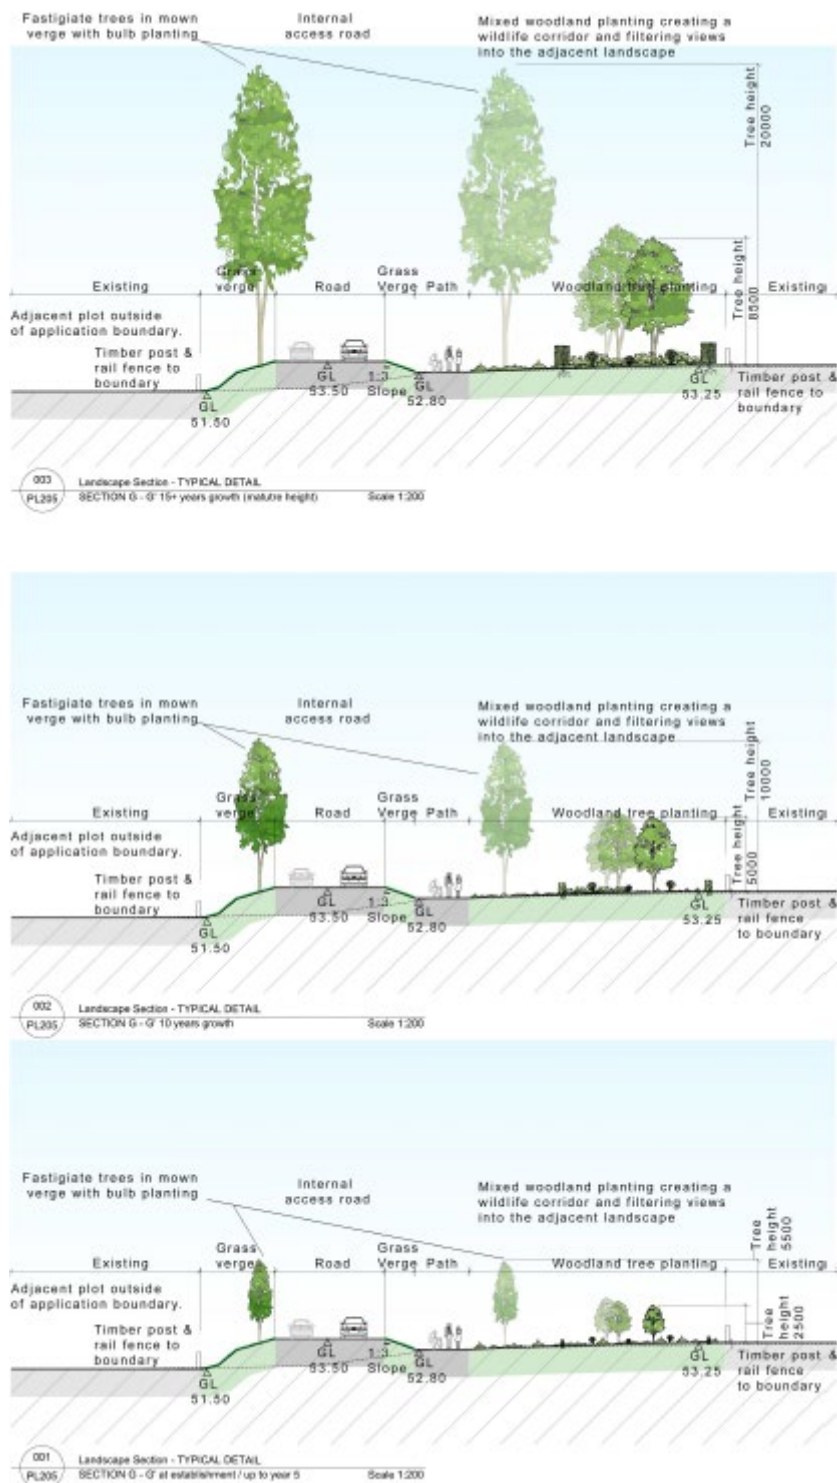 Fastigiate trees in mown
verge with bulb planting
Internal
access road
Mixed woodland planting creating a
wildlife corridor and filtering views
into the adjacent landscape
Tree height
20000
Tree height
8500
Existing
Grass
verge
Road
Grass
Verge
Path
Woodland tree planting
Existing
Adjacent plot outside
of application boundary.
Timber post &
rail fence to
boundary
GL
51.50
GL
53.50
1:3
Slope
GL
52.80
GL
53.25
Timber post &
rail fence to
boundary
003
PL205
Landscape Section - TYPICAL DETAIL
SECTION G - G' 15+ years growth (malutre height)
Scale 1:200
Fastigiate trees in mown
verge with bulb planting
Internal
access road
Mixed woodland planting creating a
wildlife corridor and filtering views
into the adjacent landscape
Tree height
10000
Tree height
5000
Existing
Grass
verge
Road
Grass
Verge
Path
Woodland tree planting
Existing
Adjacent plot outside
of application boundary.
Timber post &
rail fence to
boundary
GL
51.50
GL
53.50
1:3
Slope
GL
52.80
GL
53.25
Timber post &
rail fence
to boundary
002
PL205
Landscape Section - TYPICAL DETAIL
SECTION G - G' 10 years growth
Scale 1:200
Fastigiate trees in mown
verge with bulb planting
Internal
access road
Mixed woodland planting creating a
wildlife corridor and filtering views
into the adjacent landscape
Tree
height
5500
Tree
height
2500
Existing
Grass
verge
Road
Grass
Verge
Path
Woodland tree planting
Existing
Adjacent plot outside
of application boundary.
Timber post &
rail fence to
boundary
GL
51.50
GL
53.50
1:3
Slope
GL
52.80
GL
53.25
Timber post &
rail fence
to boundary
001
PL205
Landscape Section - TYPICAL DETAIL
SECTION G - G' at establishment / up to year 5
Scale 1:200